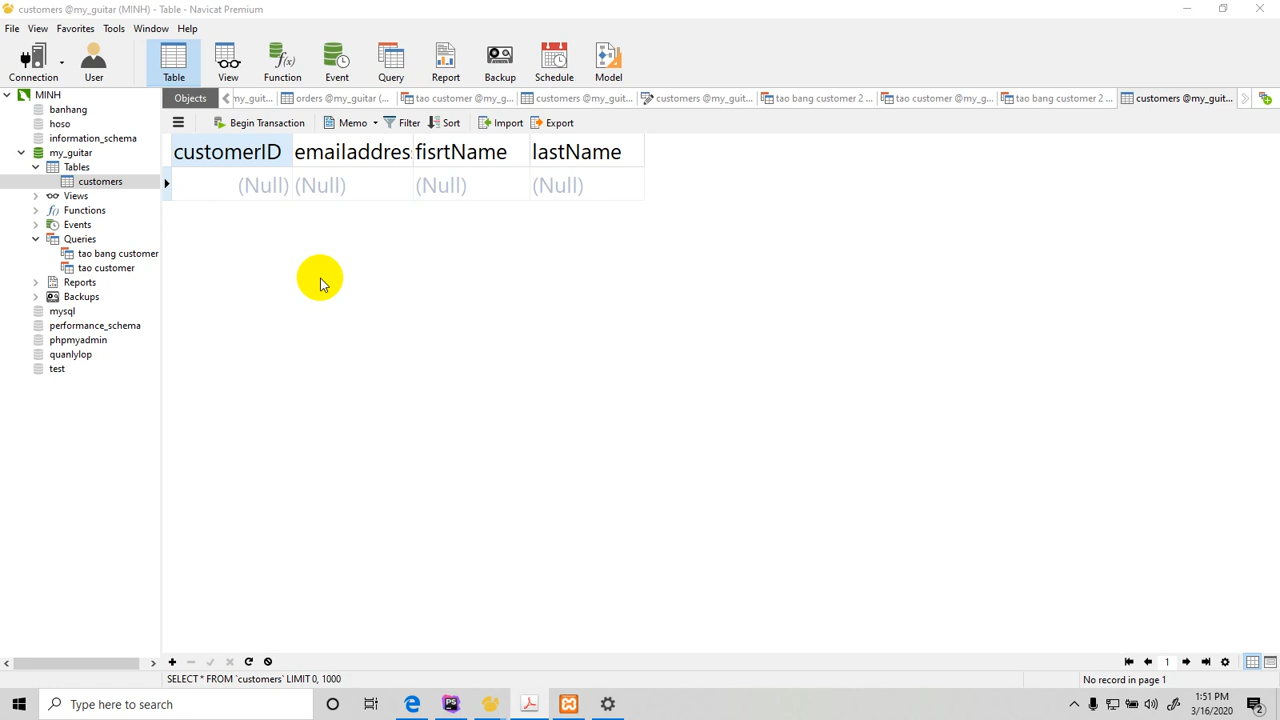 customers @my_guitar (MINH) - Table - Navicat Premium
File View Favorites Tools Window Help
Connection User Table View Function Event Query Report Backup Schedule Model
MINH
banhang
hoso
information_schema
my_guitar
Tables
customers
Views
Functions
Events
Queries
tao bang customer
tao customer
Reports
Backups
mysql
performance_schema
phpmyadmin
quanlylop
test
Objects my_guit... orders @my_guitar (... tao customer @my_g... customers @my_guit... customers @my_guit... tao bang customer 2 ... tao customer @my_g... tao bang customer 2 ... customers @my_guit...
Begin Transaction Memo Filter Sort Import Export
customerID emailaddres fisrtName lastName
(Null) (Null) (Null) (Null)
1
SELECT * FROM `customers` LIMIT 0, 1000 No record in page 1
Type here to search
1:51 PM
3/16/2020
2